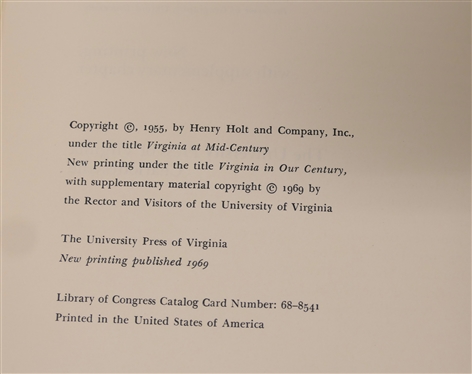 Copyright ©, 1955, by Henry Holt and Company, Inc.,
under the title Virginia at Mid-Century
New printing under the title Virginia in Our Century,
with supplementary material copyright © 1969 by
the Rector and Visitors of the University of Virginia
The University Press of Virginia
New printing published 1969
Library of Congress Catalog Card Number: 68–8541
Printed in the United States of America